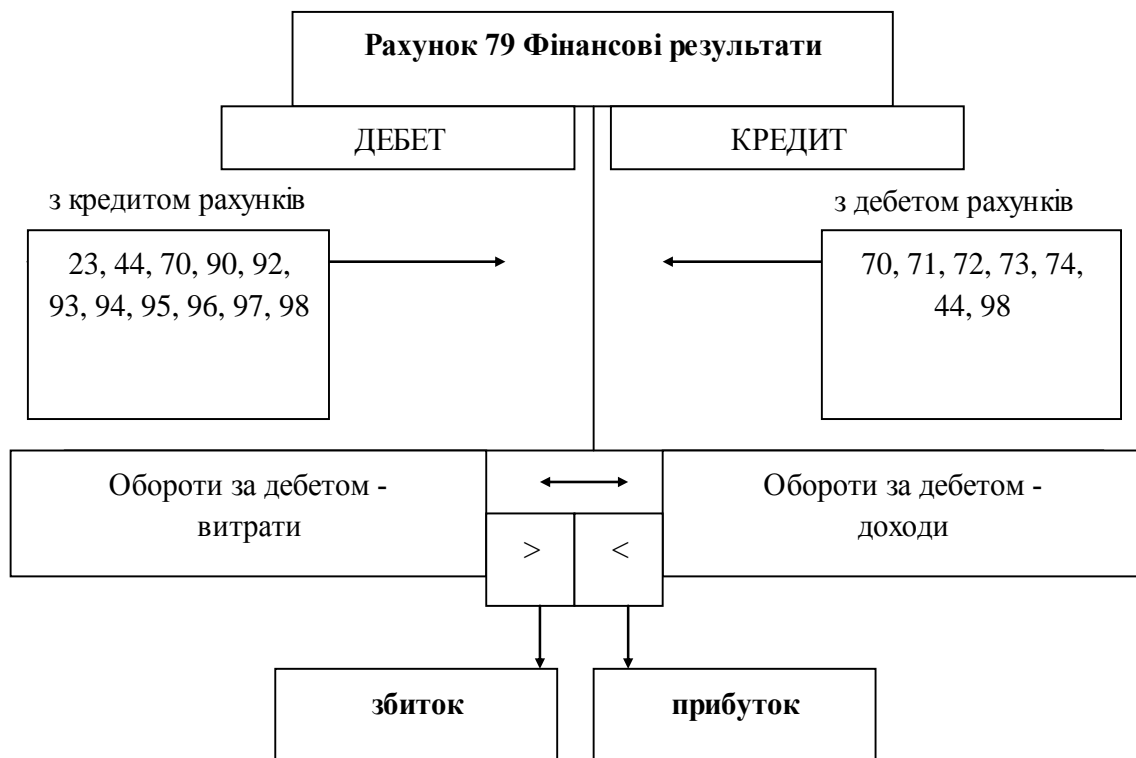 Рахунок 79 Фінансові результати
ДЕБЕТ
КРЕДИТ
з кредитом рахунків
з дебетом рахунків
23, 44, 70, 90, 92,
93, 94, 95, 96, 97, 98
70, 71, 72, 73, 74,
44, 98
Обороти за дебетом -
витрати
Обороти за дебетом -
доходи
>
<
збиток
прибуток